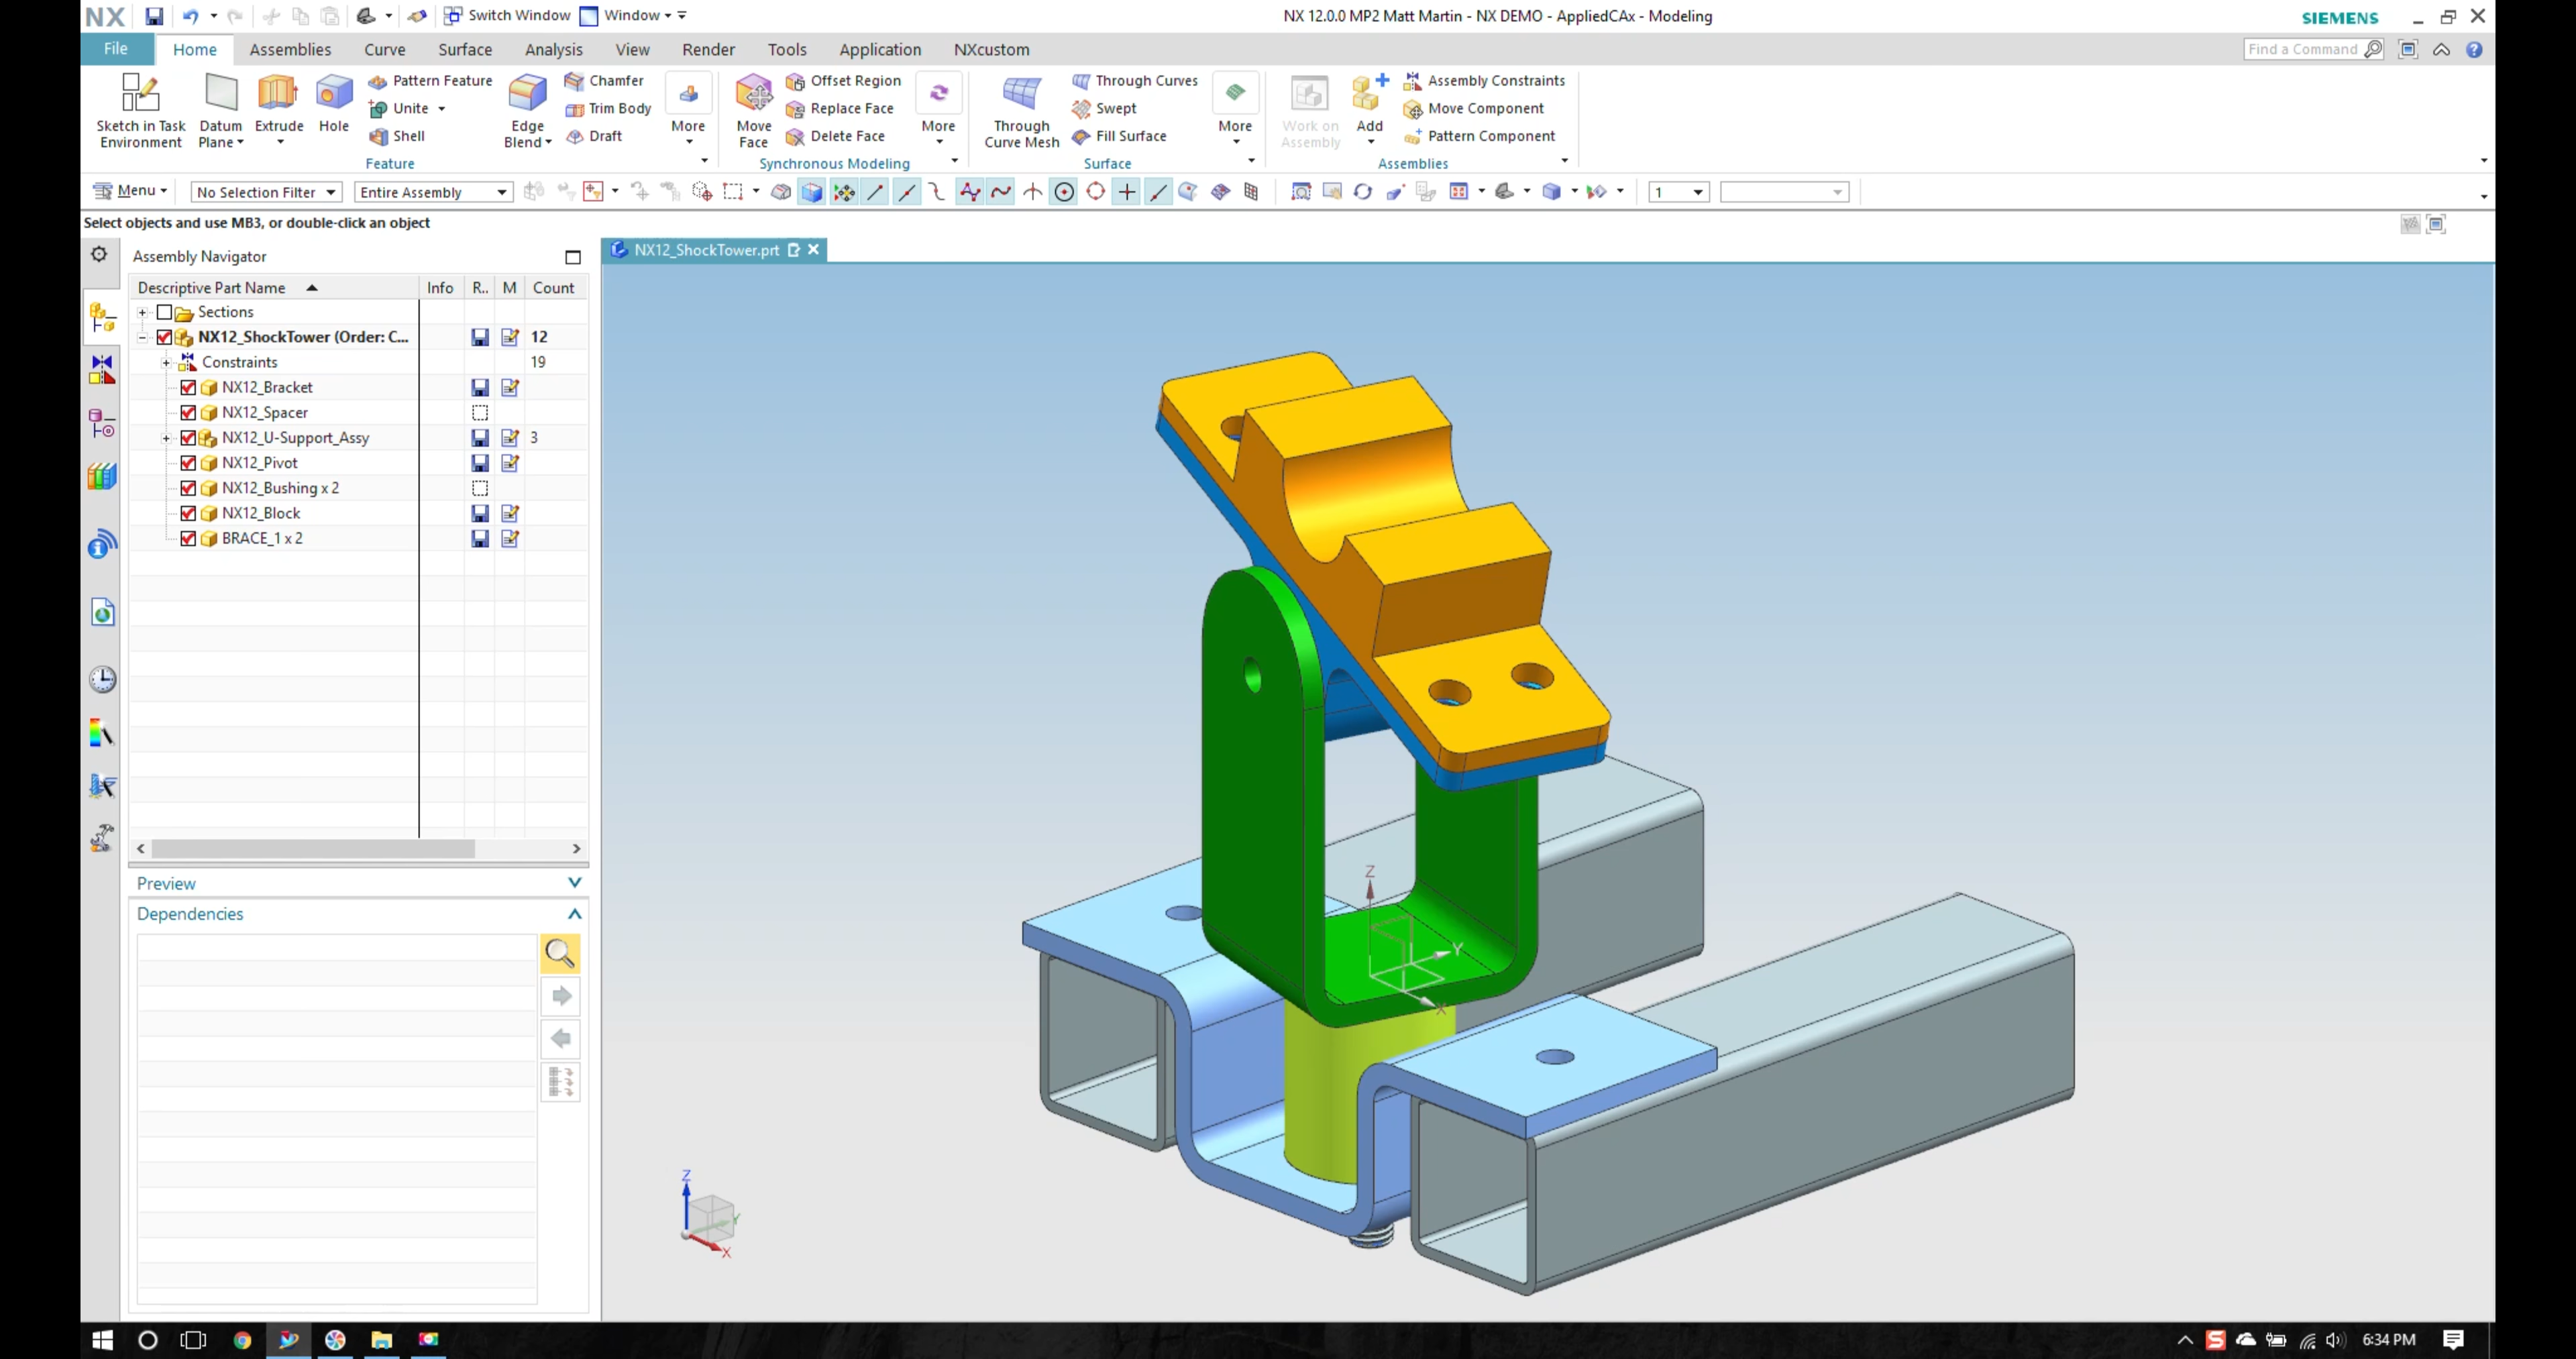 NX Switch Window Window NX 12.0.0 MP2 Matt Martin - NX DEMO - AppliedCAx - Modeling SIEMENS
File Home Assemblies Curve Surface Analysis View Render Tools Application NXcustom Find a Command
Pattern Feature Chamfer Offset Region Through Curves Assembly Constraints
Unite Trim Body Replace Face Swept Move Component
Sketch in Task Environment Datum Plane Extrude Hole Shell Edge Blend Draft More Move Face Delete Face More Through Curve Mesh Fill Surface More Work on Assembly Add Pattern Component
Feature Synchronous Modeling Surface Assemblies
Menu No Selection Filter Entire Assembly 1
Select objects and use MB3, or double-click an object
Assembly Navigator NX12_ShockTower.prt
Descriptive Part Name Info R.. M Count
Sections
NX12_ShockTower (Order: C... 12
Constraints 19
NX12_Bracket
NX12_Spacer
NX12_U-Support_Assy 3
NX12_Pivot
NX12_Bushing x 2
NX12_Block
BRACE_1 x 2
Preview
Dependencies
Z
Y
X
Z
Y
X
6:34 PM